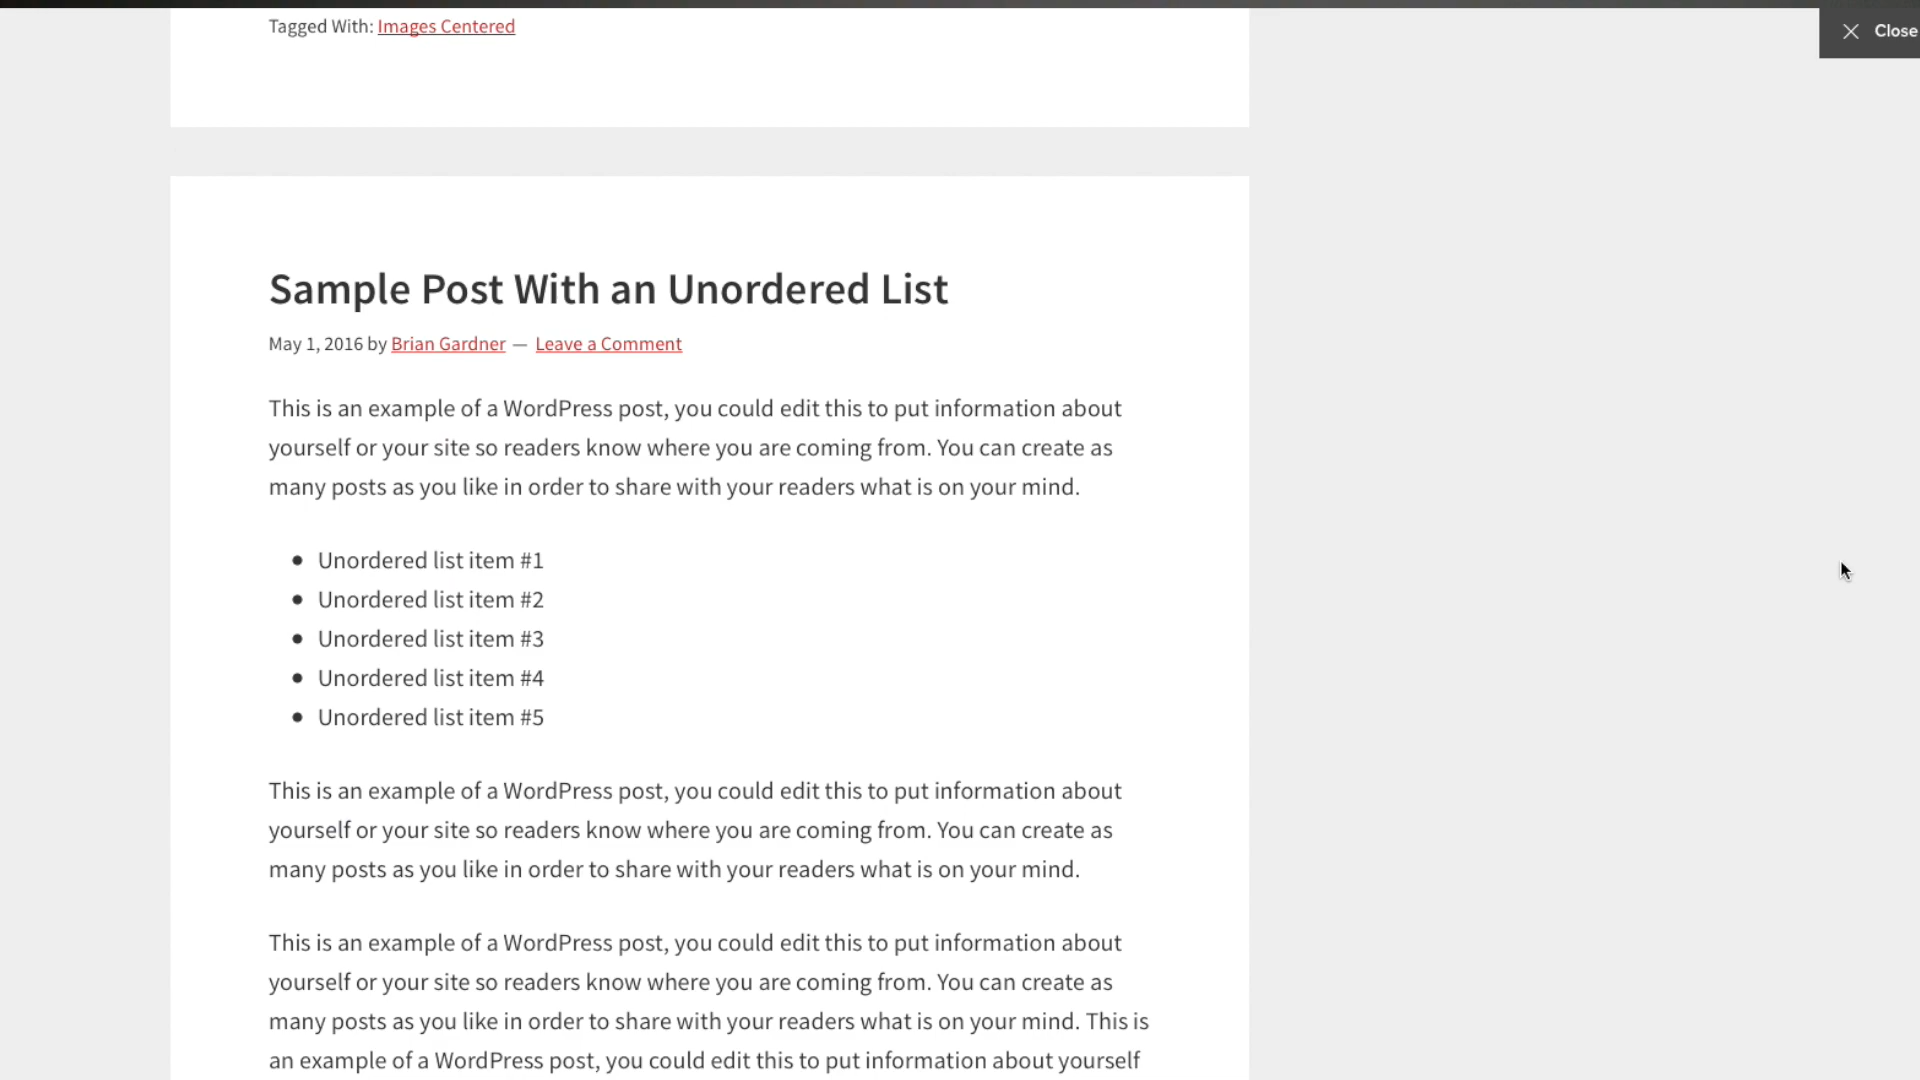 Tagged With: Images Centered
Close
Sample Post With an Unordered List
May 1, 2016 by Brian Gardner — Leave a Comment
This is an example of a WordPress post, you could edit this to put information about
yourself or your site so readers know where you are coming from. You can create as
many posts as you like in order to share with your readers what is on your mind.
• Unordered list item #1
• Unordered list item #2
• Unordered list item #3
• Unordered list item #4
• Unordered list item #5
This is an example of a WordPress post, you could edit this to put information about
yourself or your site so readers know where you are coming from. You can create as
many posts as you like in order to share with your readers what is on your mind.
This is an example of a WordPress post, you could edit this to put information about
yourself or your site so readers know where you are coming from. You can create as
many posts as you like in order to share with your readers what is on your mind. This is
an example of a WordPress post, you could edit this to put information about yourself